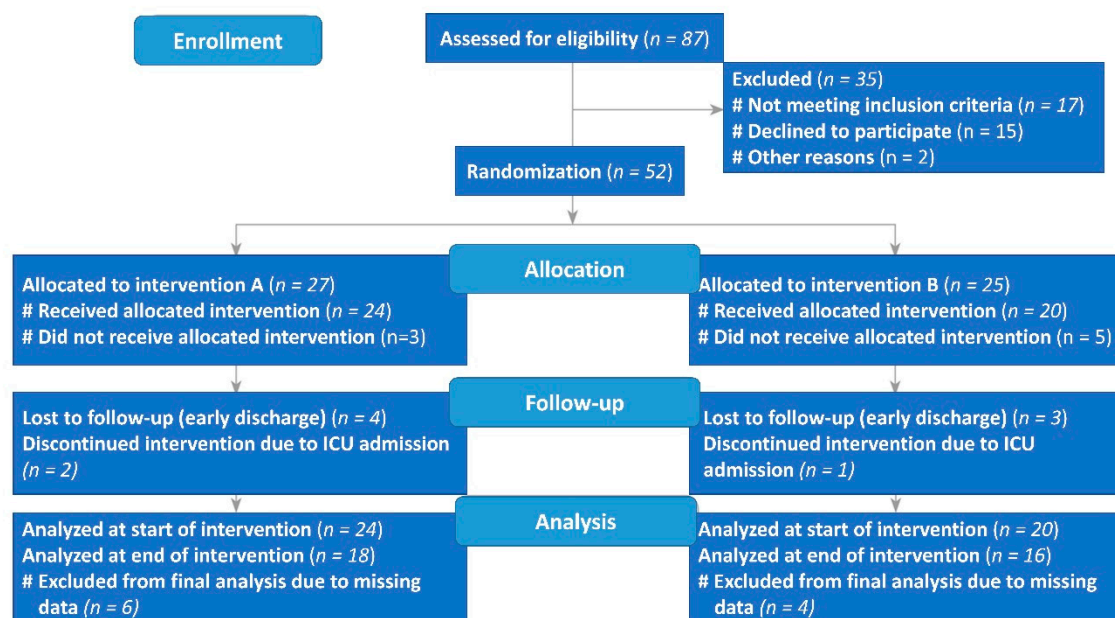 Enrollment
Assessed for eligibility (n = 87)
Excluded (n = 35)
# Not meeting inclusion criteria (n = 17)
# Declined to participate (n = 15)
# Other reasons (n = 2)
Randomization (n = 52)
Allocation
Allocated to intervention A (n = 27)
# Received allocated intervention (n = 24)
# Did not receive allocated intervention (n=3)
Allocated to intervention B (n = 25)
# Received allocated intervention (n = 20)
# Did not receive allocated intervention (n = 5)
Follow-up
Lost to follow-up (early discharge) (n = 4)
Discontinued intervention due to ICU admission
(n = 2)
Lost to follow-up (early discharge) (n = 3)
Discontinued intervention due to ICU
admission (n = 1)
Analysis
Analyzed at start of intervention (n = 24)
Analyzed at end of intervention (n = 18)
# Excluded from final analysis due to missing
data (n = 6)
Analyzed at start of intervention (n = 20)
Analyzed at end of intervention (n = 16)
# Excluded from final analysis due to missing
data (n = 4)